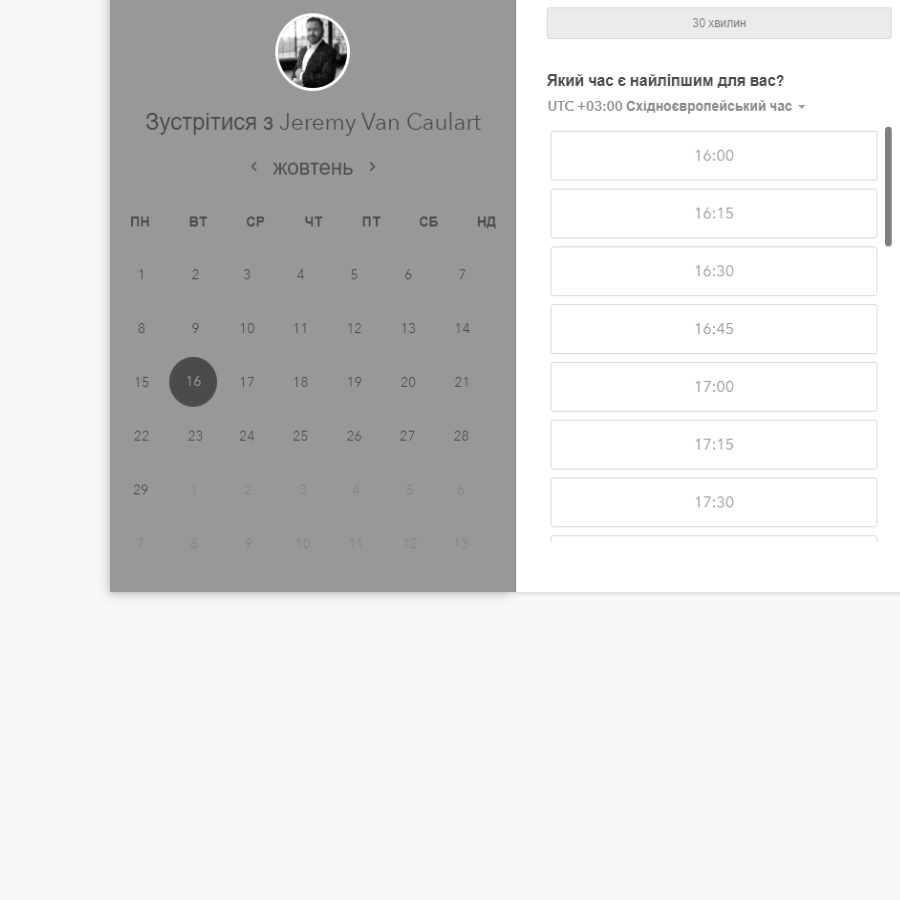 Зустрітися з Jeremy Van Caulart
жовтень
ПН ВТ СР ЧТ ПТ СБ НД
1 2 3 4 5 6 7
8 9 10 11 12 13 14
15 16 17 18 19 20 21
22 23 24 25 26 27 28
29 1 2 3 4 5 6
7 8 9 10 11 12 13
30 хвилин
Який час є найліпшим для вас?
UTC +03:00 Східноєвропейський час
16:00
16:15
16:30
16:45
17:00
17:15
17:30